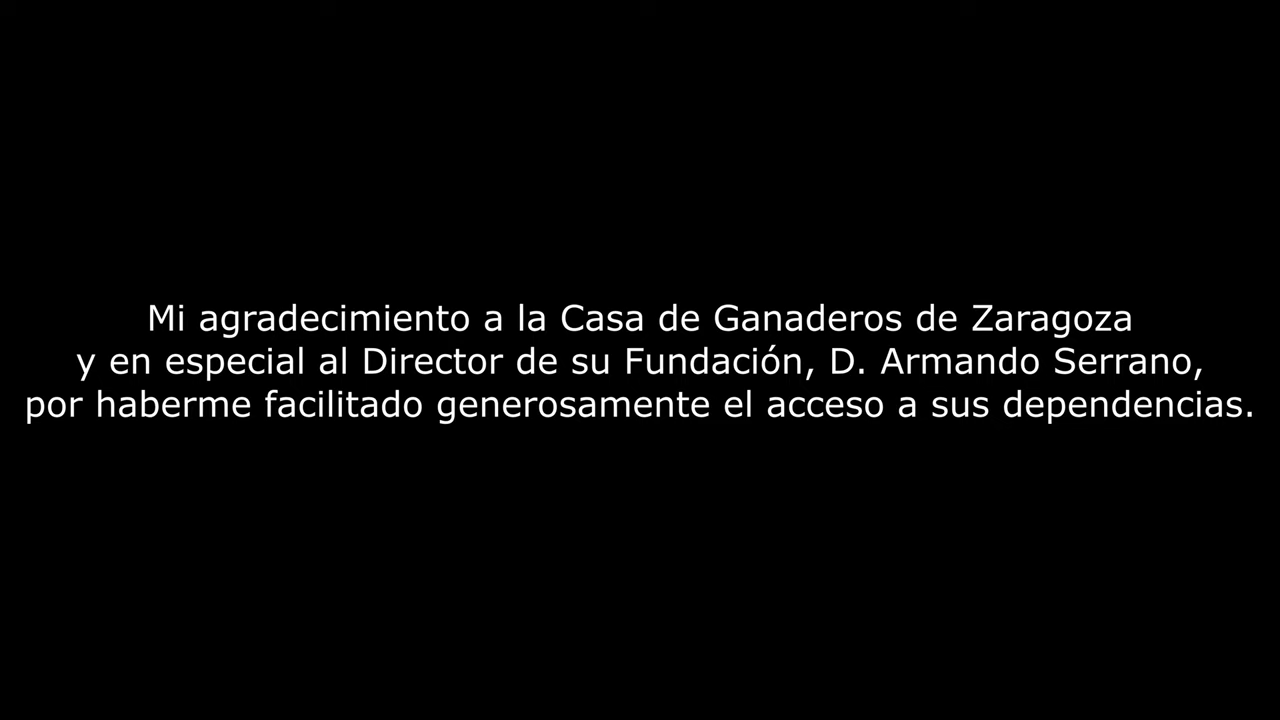 Mi agradecimiento a la Casa de Ganaderos de Zaragoza
y en especial al Director de su Fundación, D. Armando Serrano,
por haberme facilitado generosamente el acceso a sus dependencias.